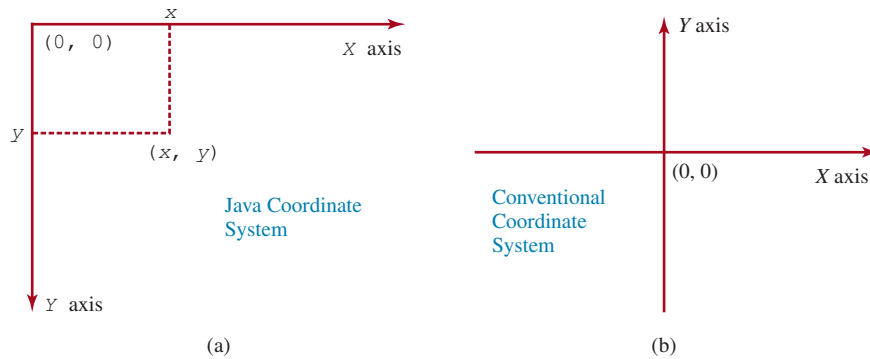 x
(0, 0)
X axis
y
(x, y)
Java Coordinate
System
Y axis
(a)
Y axis
(0, 0)
X axis
Conventional
Coordinate
System
(b)